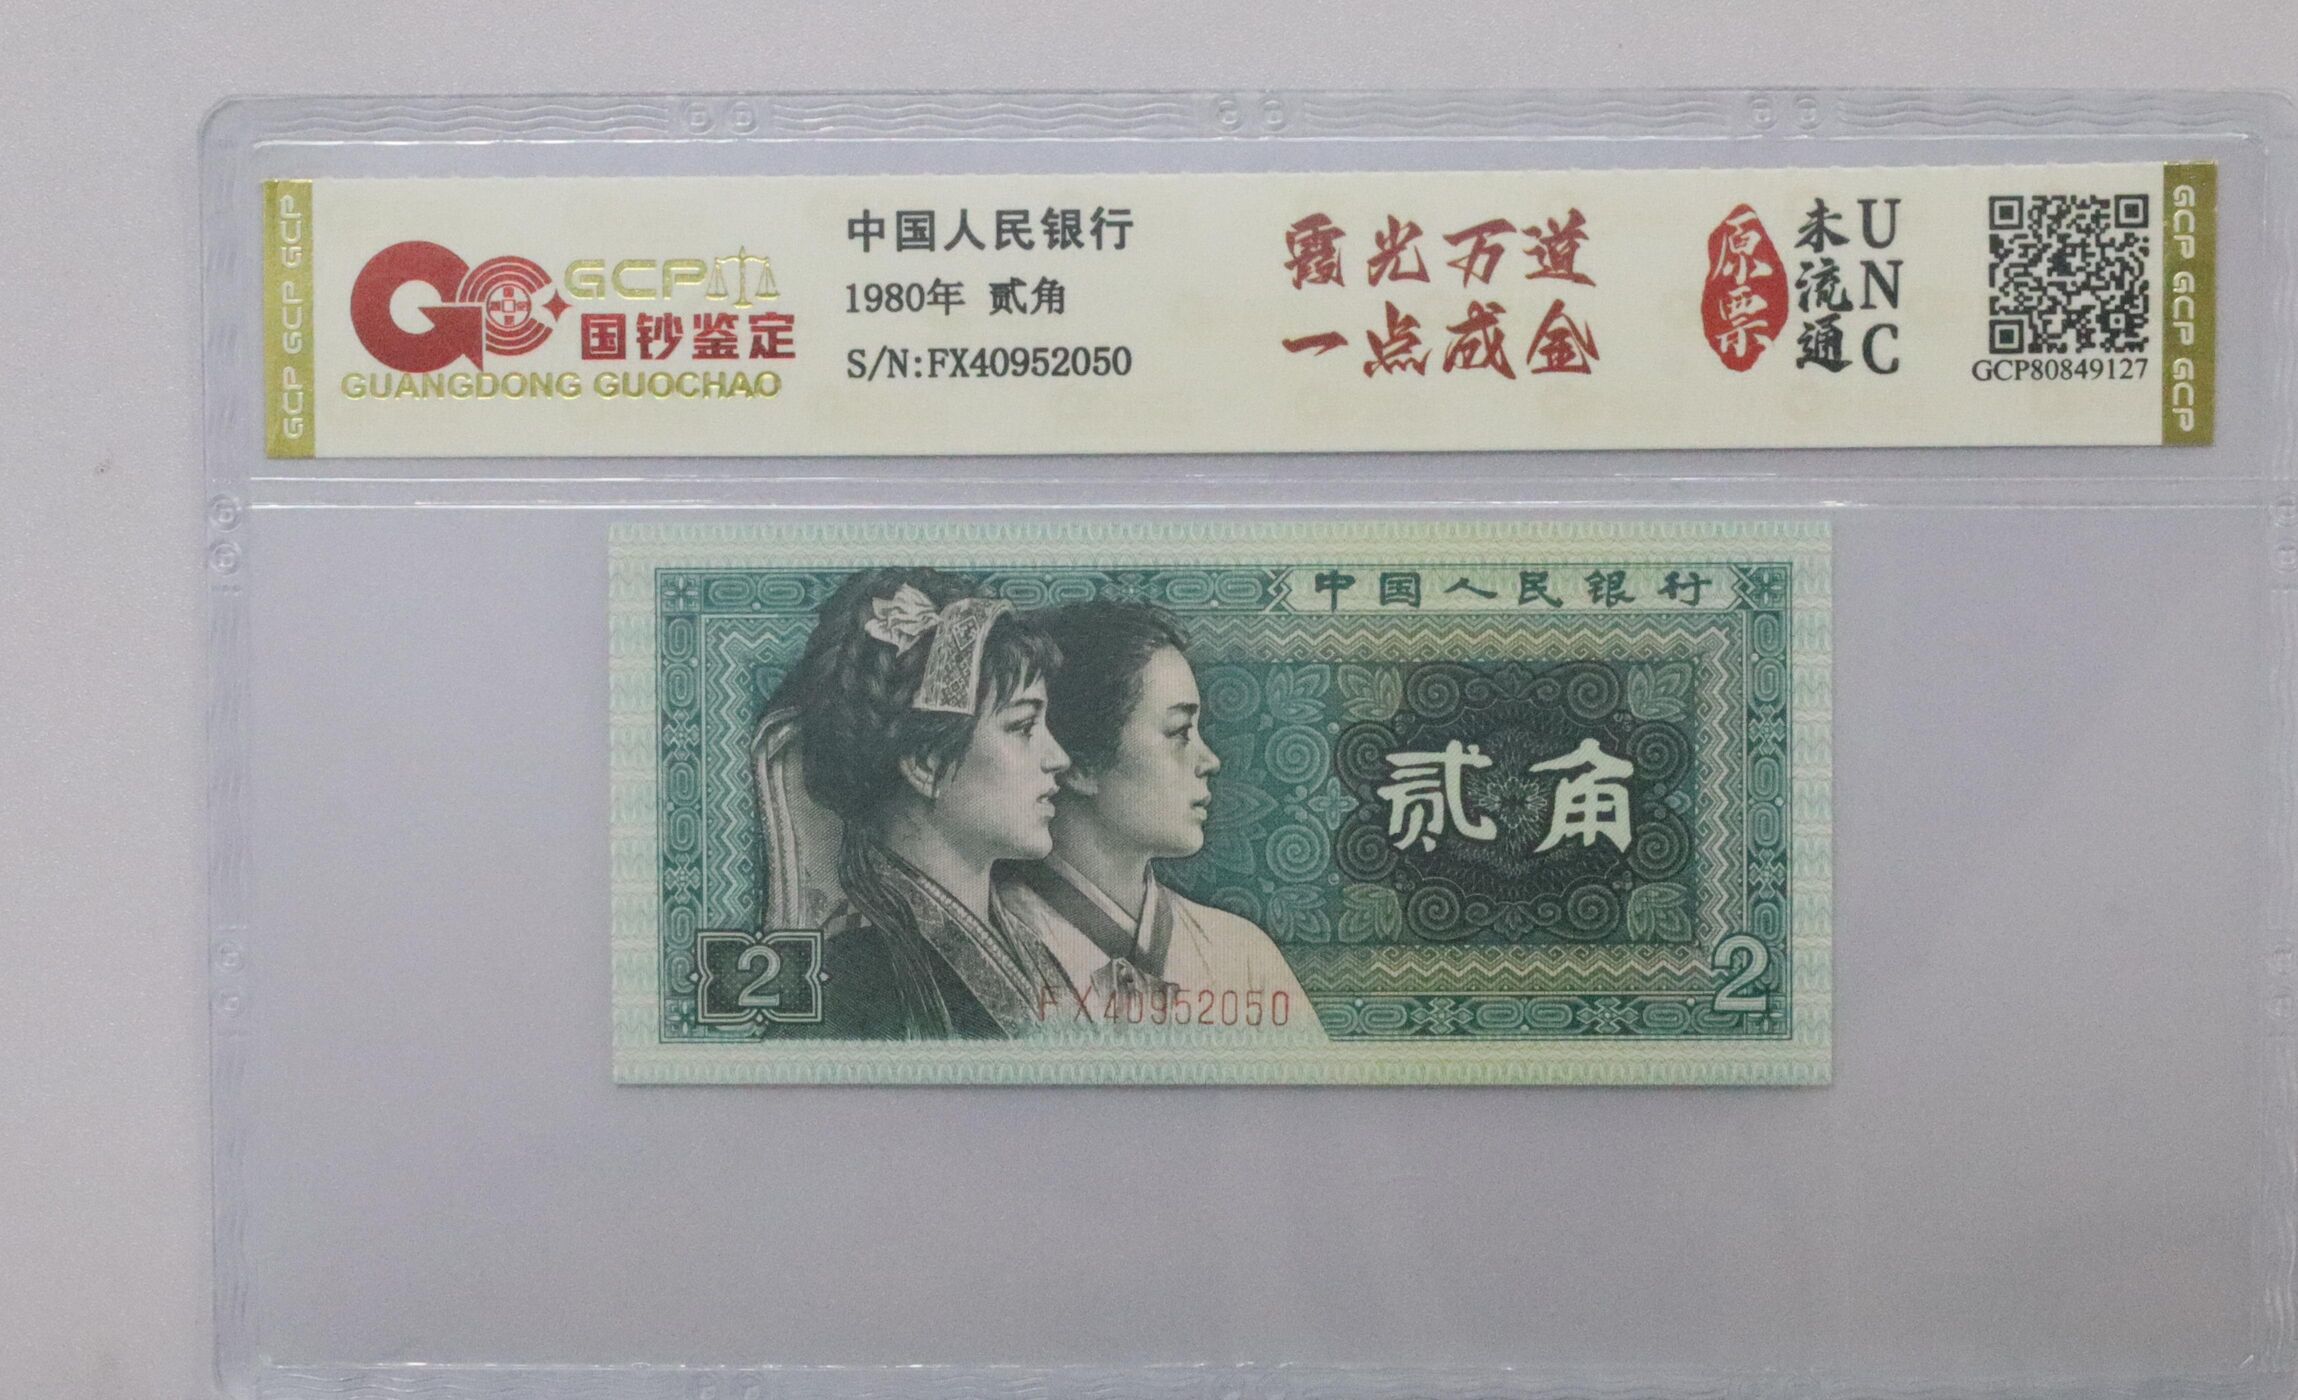 GCP GCP GCP
GCP
国钞鉴定
GUANGDONG GUOCHAO
中国人民银行
1980年 贰角
S/N:FX40952050
霞光万道
一点成金
原票
未流通
UNC
GCP80849127
GCP GCP GCP
中国人民银行
贰角
2
2
FX40952050